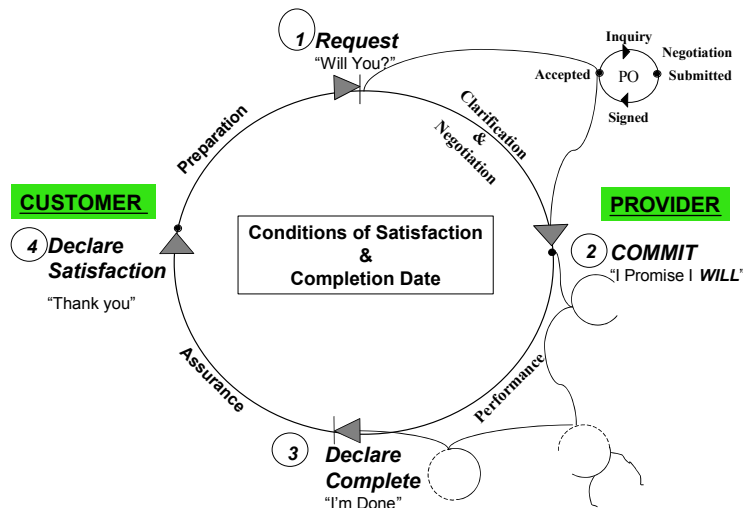 1 Request
“Will You?”
Inquiry
Negotiation
Accepted
PO
Submitted
Signed
Preparation
Clarification
&
Negotiation
CUSTOMER
PROVIDER
4 Declare
Satisfaction
“Thank you”
Conditions of Satisfaction
&
Completion Date
2 COMMIT
“I Promise I WILL”
Assurance
Performance
3 Declare
Complete
“I’m Done”